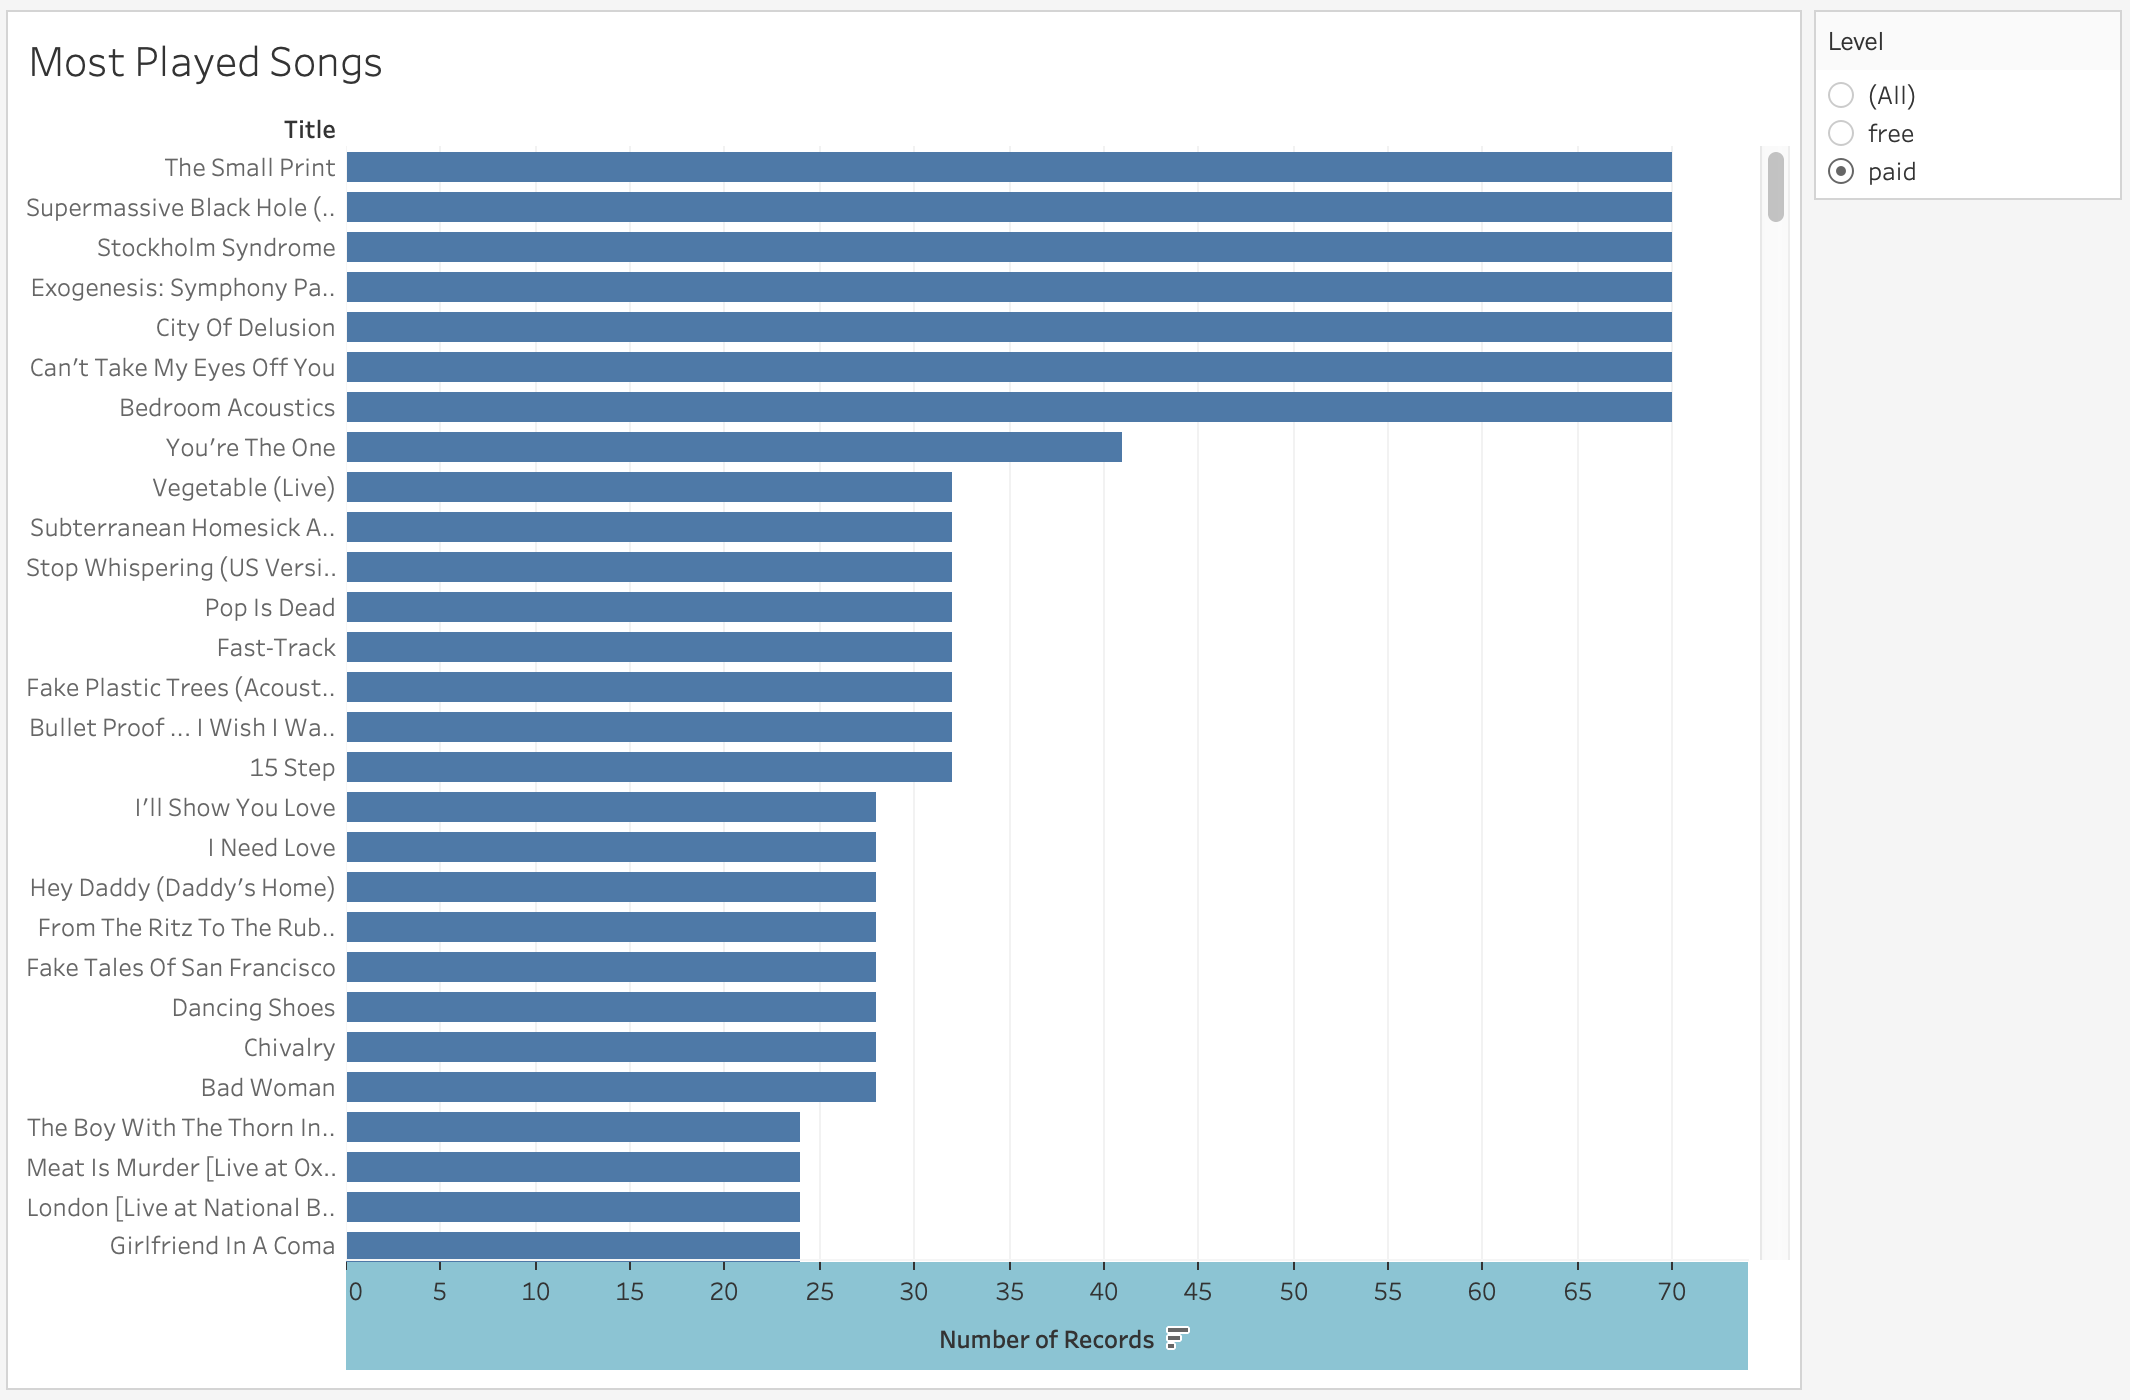 Most Played Songs
Title
The Small Print
Supermassive Black Hole (..
Stockholm Syndrome
Exogenesis: Symphony Pa..
City Of Delusion
Can't Take My Eyes Off You
Bedroom Acoustics
You're The One
Vegetable (Live)
Subterranean Homesick A..
Stop Whispering (US Versi..
Pop Is Dead
Fast-Track
Fake Plastic Trees (Acoust..
Bullet Proof ... I Wish I Wa..
15 Step
I'll Show You Love
I Need Love
Hey Daddy (Daddy's Home)
From The Ritz To The Rub..
Fake Tales Of San Francisco
Dancing Shoes
Chivalry
Bad Woman
The Boy With The Thorn In..
Meat Is Murder [Live at Ox..
London [Live at National B..
Girlfriend In A Coma
0 5 10 15 20 25 30 35 40 45 50 55 60 65 70
Number of Records
Level
(All)
free
paid